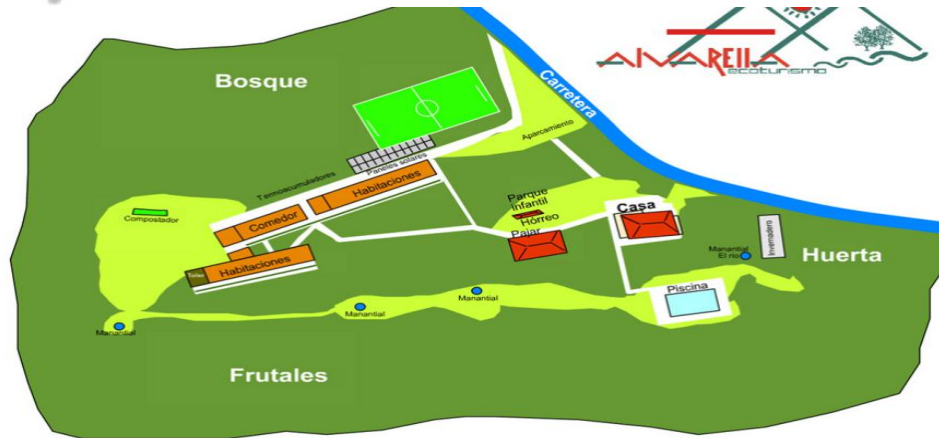 ALVARELLA
ecoturismo
Bosque
Carretera
Aparcamiento
Paneles solares
Termoacumuladores
Habitaciones
Parque
Infantil
Compostador
Comedor
Hórreo
Casa
Pajar
Invernadero
Manantial
El río
Huerta
Habitaciones
Piscina
Manantial
Manantial
Manantial
Frutales